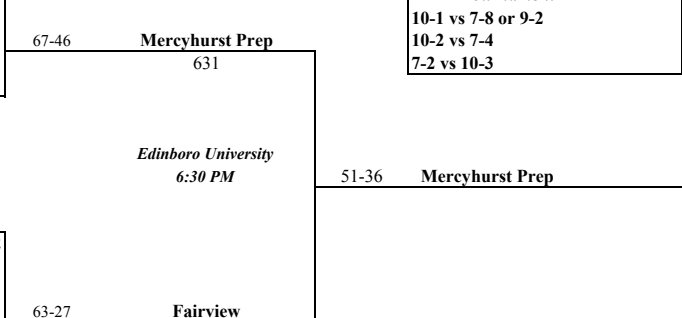 10-1 vs 7-8 or 9-2
67-46 Mercyhurst Prep
10-2 vs 7-4
631
7-2 vs 10-3
Edinboro University
6:30 PM
51-36 Mercyhurst Prep
63-27 Fairview